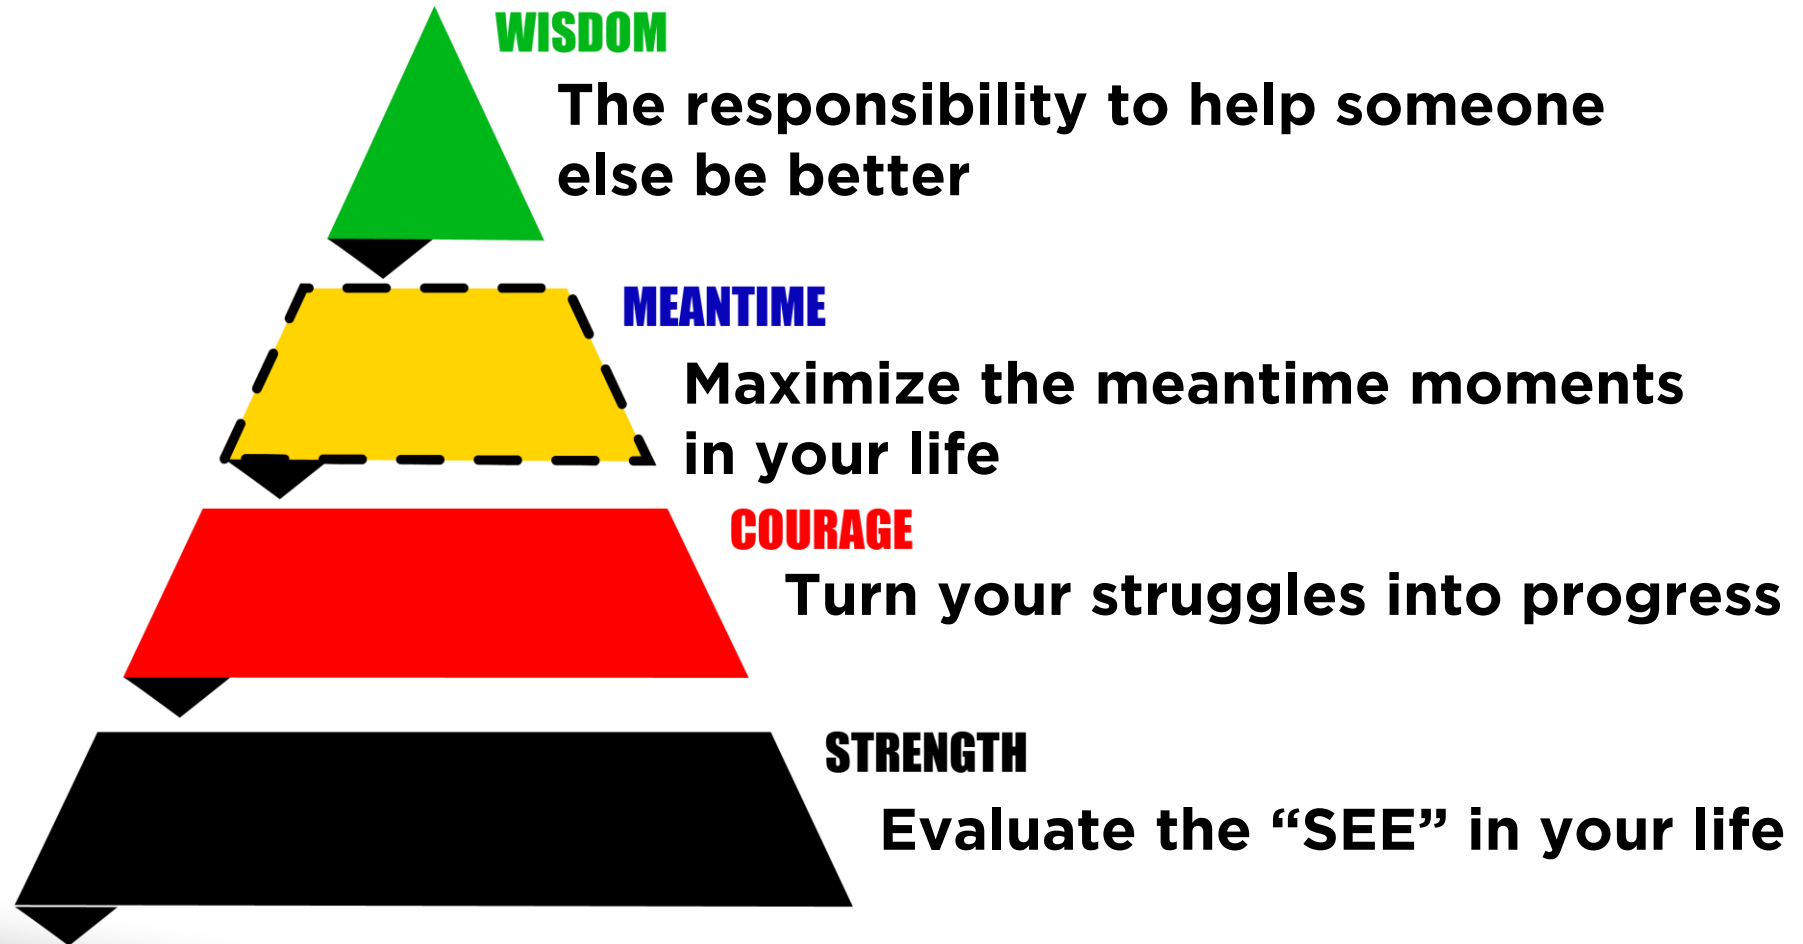 WISDOM
The responsibility to help someone
else be better
MEANTIME
Maximize the meantime moments
in your life
COURAGE
Turn your struggles into progress
STRENGTH
Evaluate the “SEE” in your life